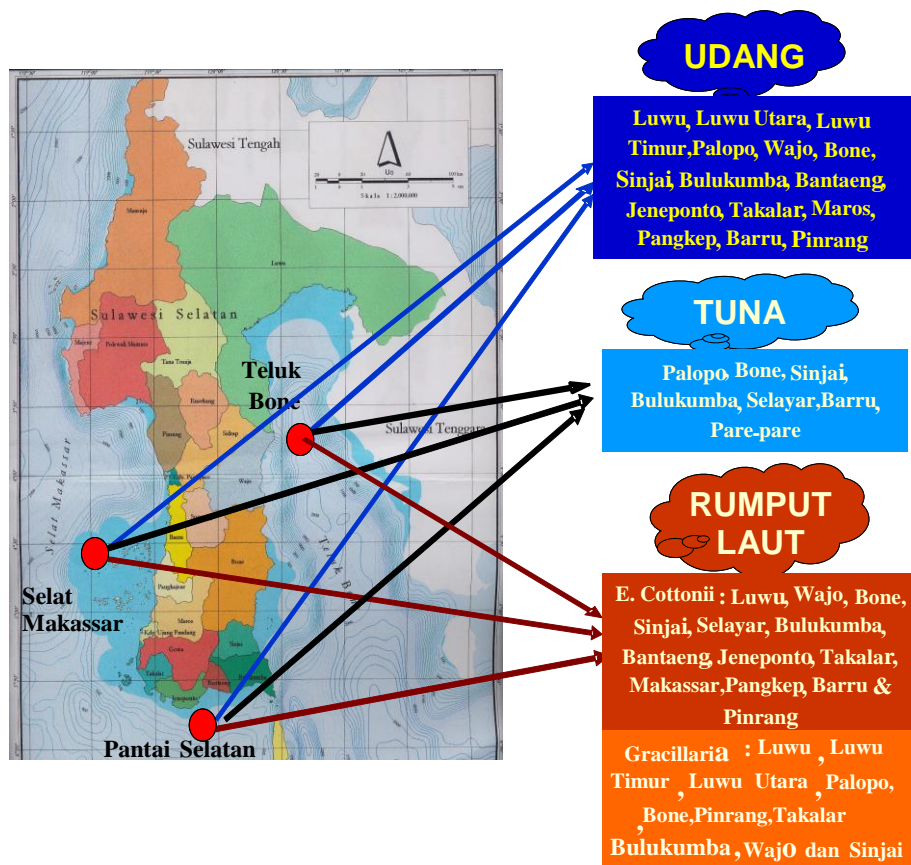 UDANG
Luwu, Luwu Utara, Luwu
Timur,Palopo, Wajo, Bone,
Sinjai, Bulukumba, Bantaeng,
Jeneponto, Takalar, Maros,
Pangkep, Barru, Pinrang
TUNA
Palopo, Bone, Sinjai,
Bulukumba, Selayar,Barru,
Pare-pare
RUMPUT
LAUT
E. Cottonii : Luwu, Wajo, Bone,
Sinjai, Selayar, Bulukumba,
Bantaeng, Jeneponto, Takalar,
Makassar,Pangkep, Barru &
Pinrang
Gracillaria : Luwu , Luwu
Timur , Luwu Utara , Palopo,
,Bone,Pinrang,Takalar
Bulukumba , Wajo dan Sinjai
Sulawesi Tengah
Skala 1 : 2,000,000
Mamuju
Luwu
Sulawesi Selatan
Majene
Polewali Mamasa
Tana Toraja
Teluk
Bone
Enrekang
Pinrang
Sidrap
Sulawesi Tenggara
Wajo
Selat Makassar
Barru
Bone
Teluk B
Pangkajene
Selat
Makassar
Maros
Kdy Ujung Pandang
Gowa
Sinjai
Takalar
Jeneponto
Bantaeng
Pantai Selatan